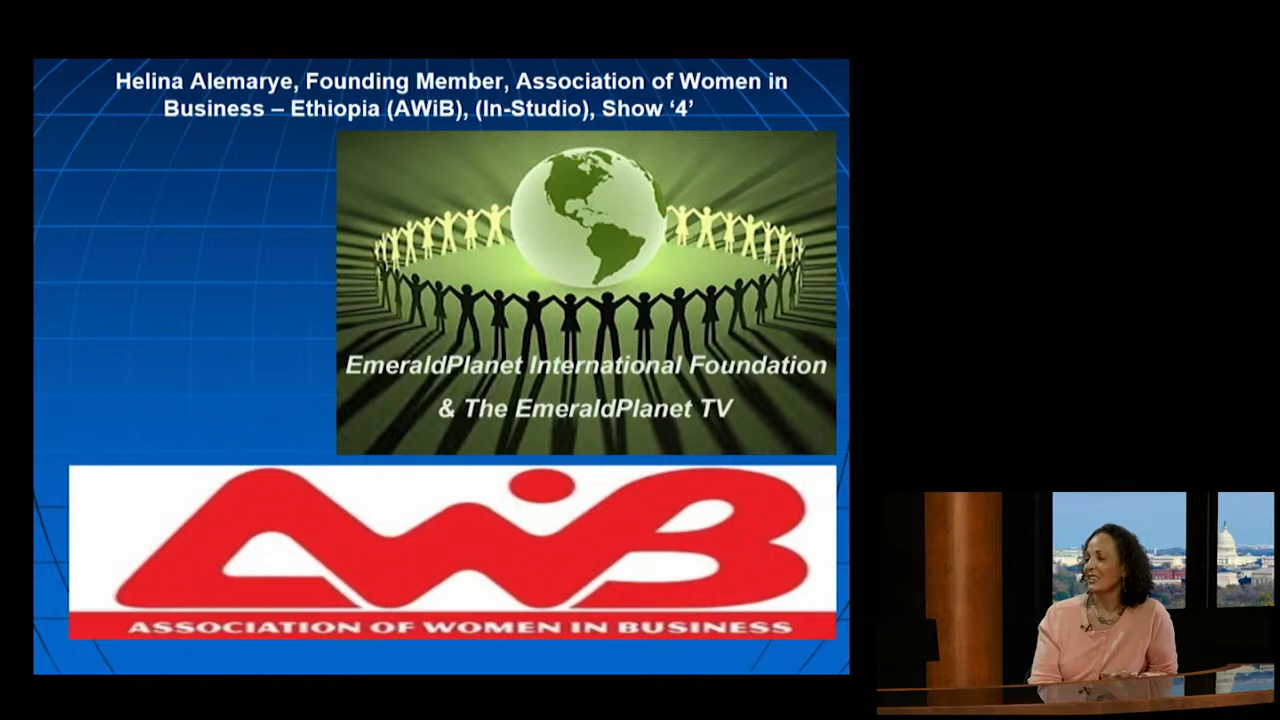 Helina Alemarye, Founding Member, Association of Women in
Business – Ethiopia (AWiB), (In-Studio), Show ‘4’
EmeraldPlanet International Foundation
& The EmeraldPlanet TV
AWiB
ASSOCIATION OF WOMEN IN BUSINESS